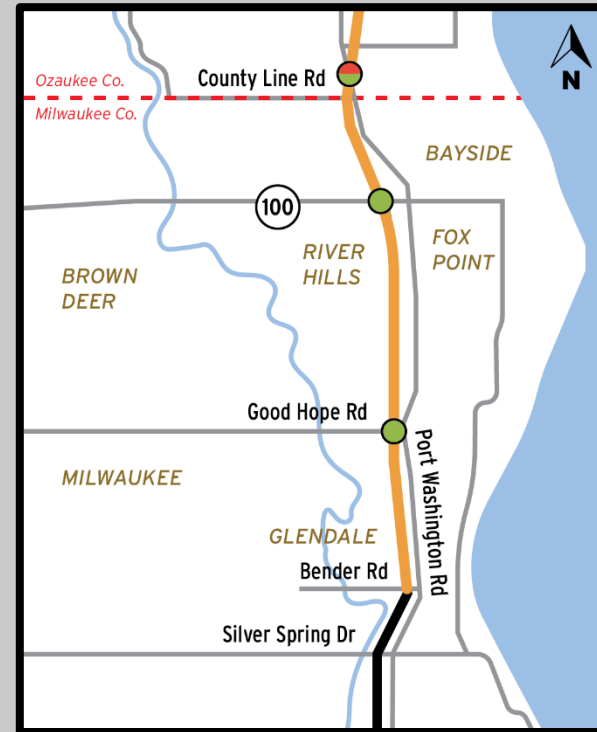 County Line Rd
N
Ozaukee Co.
Milwaukee Co.
BAYSIDE
100
RIVER
HILLS
FOX
POINT
BROWN
DEER
Good Hope Rd
Port Washington Rd
MILWAUKEE
GLENDALE
Bender Rd
Silver Spring Dr